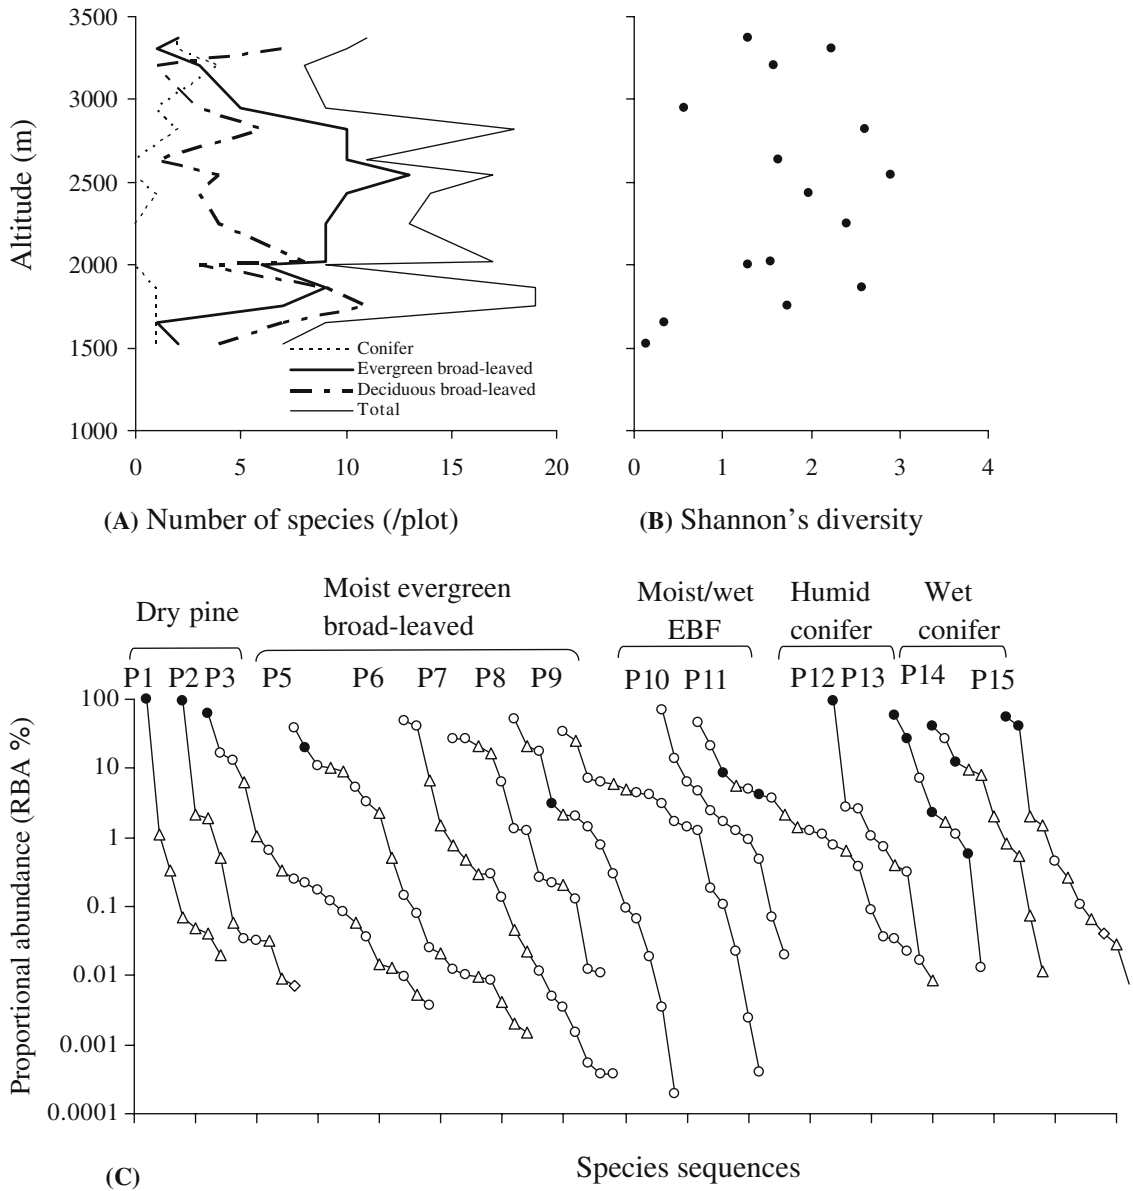 3500
3000
2500
2000
1500
1000
Altitude (m)
Conifer
Evergreen broad-leaved
Deciduous broad-leaved
Total
0 5 10 15 20
(A) Number of species (/plot)
0 1 2 3 4
(B) Shannon's diversity
Dry pine
Moist evergreen
broad-leaved
Moist/wet
EBF
Humid
conifer
Wet
conifer
P1 P2 P3 P5 P6 P7 P8 P9 P10 P11 P12 P13 P14 P15
100
10
1
0.1
0.01
0.001
0.0001
Proportional abundance (RBA %)
Species sequences
(C)